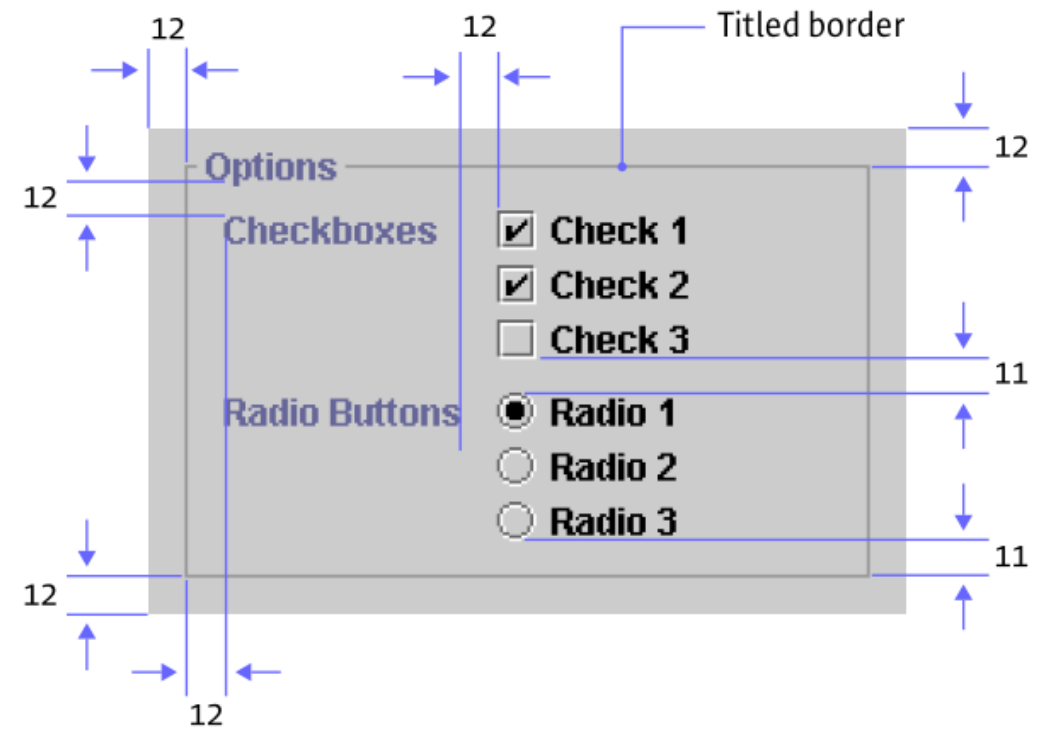 12
12
Titled border
12
Options
12
Checkboxes
Check 1
Check 2
Check 3
11
Radio Buttons
Radio 1
Radio 2
Radio 3
11
12
12